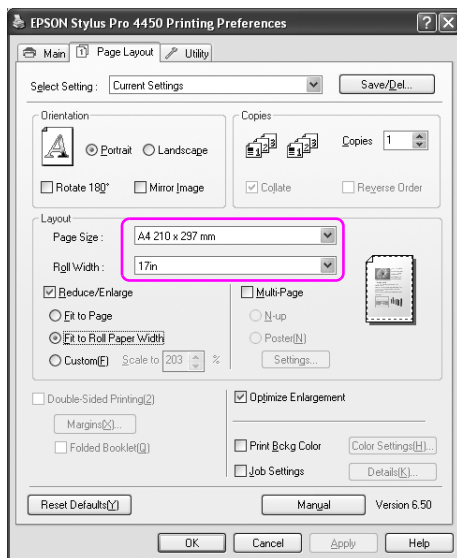 EPSON Stylus Pro 4450 Printing Preferences
Main Page Layout Utility
Select Setting : Current Settings Save/Del...
Orientation
Portrait Landscape
Rotate 180° Mirror Image
Copies
Copies 1
Collate Reverse Order
Layout
Page Size : A4 210 x 297 mm
Roll Width : 17in
Reduce/Enlarge
Fit to Page
Fit to Roll Paper Width
Custom(F) Scale to 203 %
Multi-Page
N-up
Poster(N)
Settings...
Double-Sided Printing(2)
Margins(X)...
Folded Booklet(Q)
Optimize Enlargement
Print Bckg Color Color Settings(H)...
Job Settings Details(K)...
Reset Defaults(Y) Manual Version 6.50
OK Cancel Apply Help